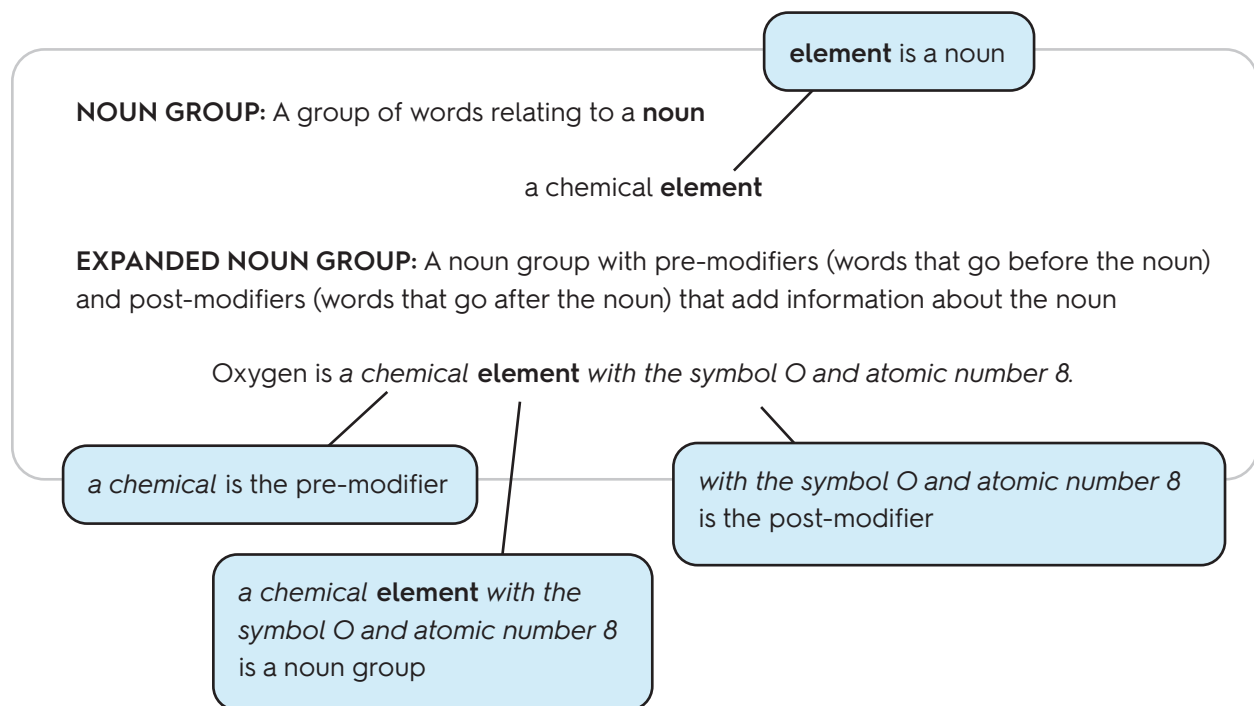 element is a noun
NOUN GROUP: A group of words relating to a noun
a chemical element
EXPANDED NOUN GROUP: A noun group with pre-modifiers (words that go before the noun)
and post-modifiers (words that go after the noun) that add information about the noun
Oxygen is a chemical element with the symbol O and atomic number 8.
a chemical is the pre-modifier
with the symbol O and atomic number 8
is the post-modifier
a chemical element with the
symbol O and atomic number 8
is a noun group